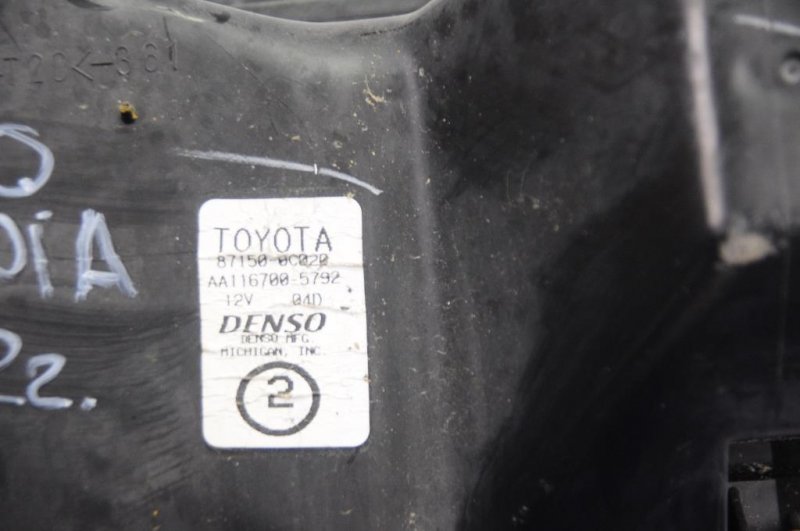 TOYOTA
87150-0C020
AA116700-5792
12V 04D
DENSO
DENSO MFG.
MICHIGAN, INC.
2